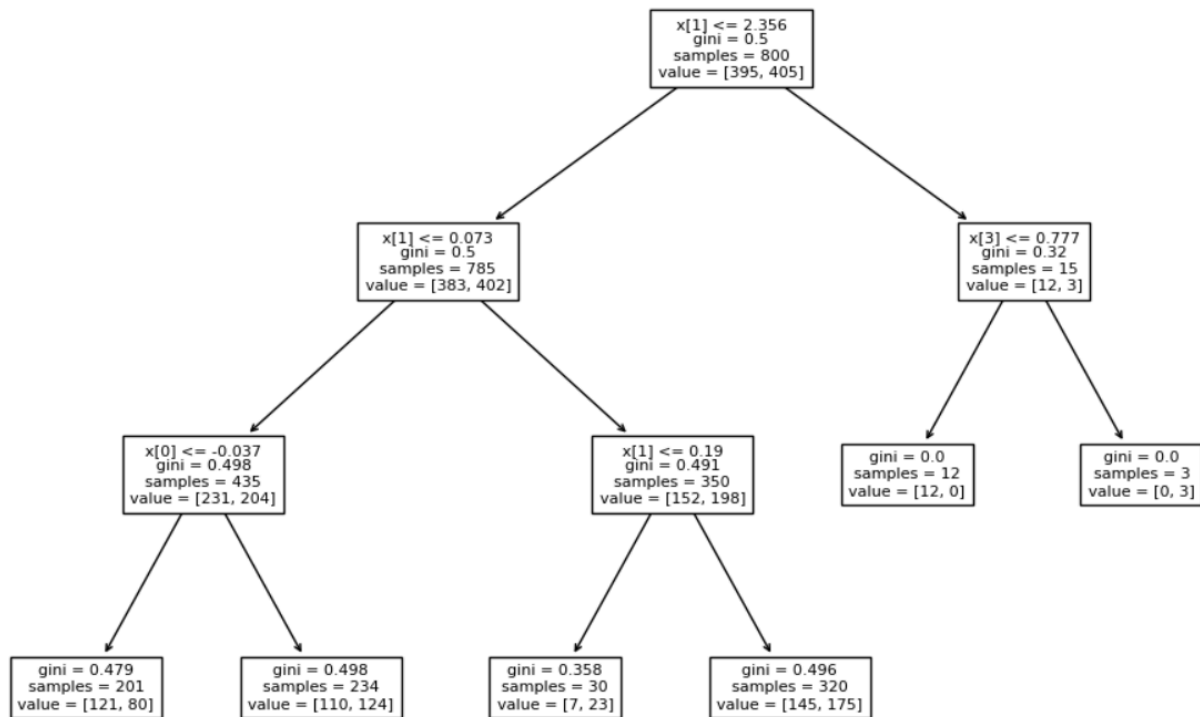 x[1] <= 2.356
gini = 0.5
samples = 800
value = [395, 405]
x[1] <= 0.073
gini = 0.5
samples = 785
value = [383, 402]
x[3] <= 0.777
gini = 0.32
samples = 15
value = [12, 3]
x[0] <= -0.037
gini = 0.498
samples = 435
value = [231, 204]
x[1] <= 0.19
gini = 0.491
samples = 350
value = [152, 198]
gini = 0.0
samples = 12
value = [12, 0]
gini = 0.0
samples = 3
value = [0, 3]
gini = 0.479
samples = 201
value = [121, 80]
gini = 0.498
samples = 234
value = [110, 124]
gini = 0.358
samples = 30
value = [7, 23]
gini = 0.496
samples = 320
value = [145, 175]